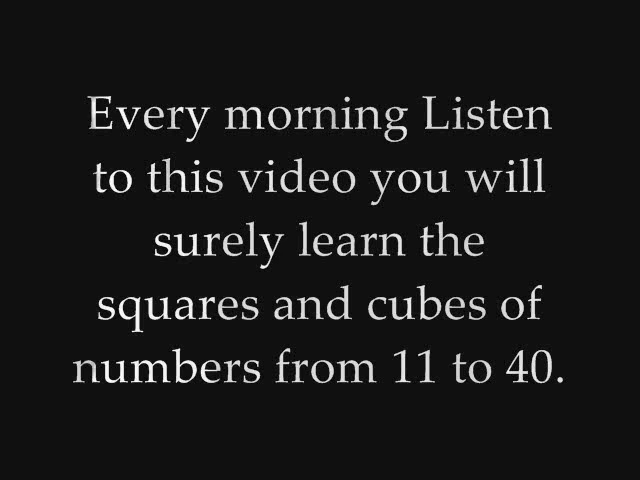 Every morning Listen
to this video you will
surely learn the
squares and cubes of
numbers from 11 to 40.